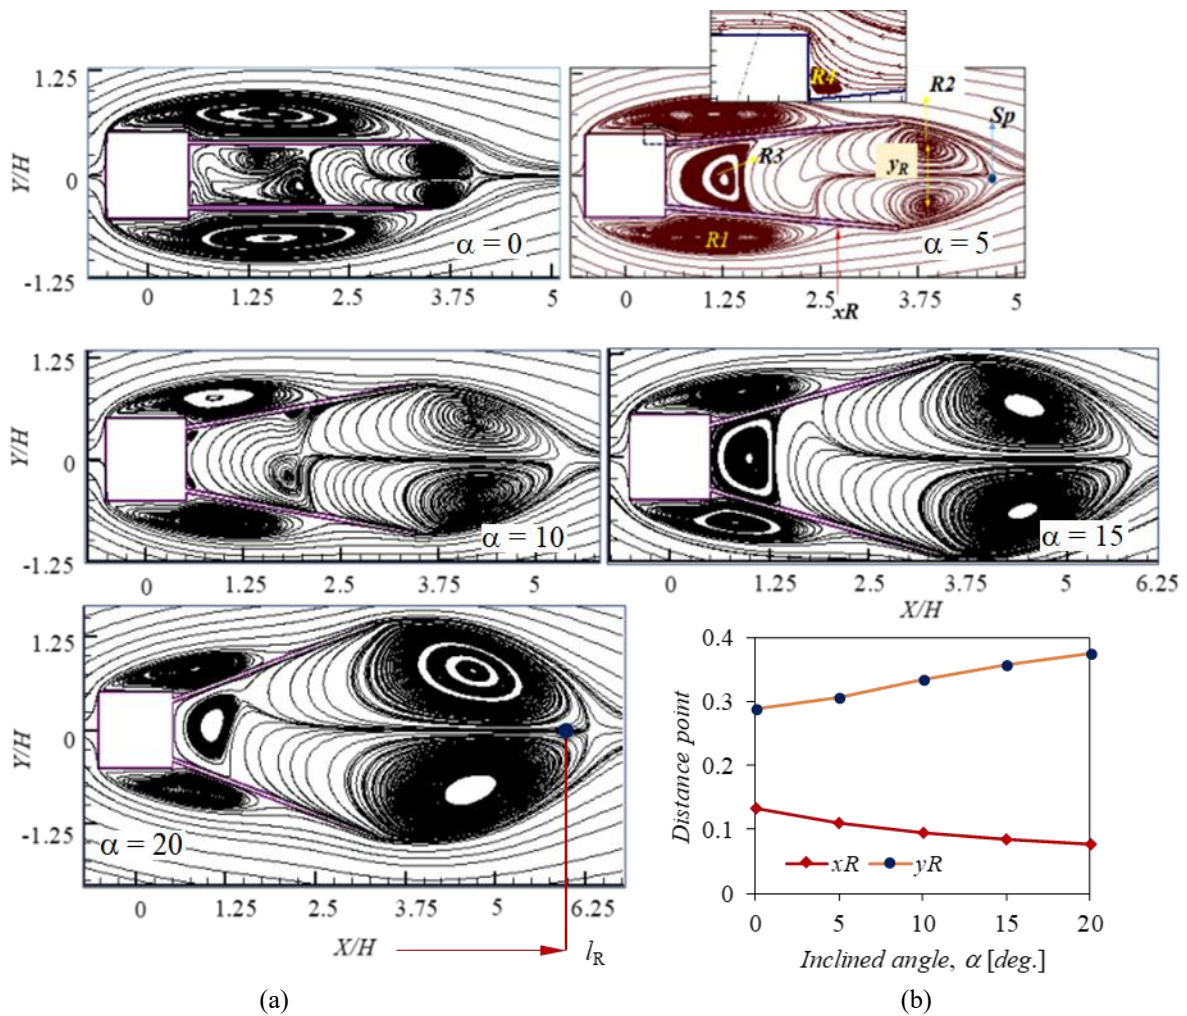 1.25
Y/H
0
-1.25
α = 0
0 1.25 2.5 3.75 5
R4
R2
Sp
R3
yR
R1
α = 5
0 1.25 2.5 3.75 5
xR
1.25
Y/H
0
-1.25
α = 10
0 1.25 2.5 3.75 5
α = 15
0 1.25 2.5 3.75 5 6.25
X/H
1.25
Y/H
0
-1.25
α = 20
0 1.25 2.5 3.75 5 6.25
X/H
lR
0.4
0.3
0.2
0.1
0
Distance point
xR yR
0 5 10 15 20
Inclined angle, α [deg.]
(a) (b)